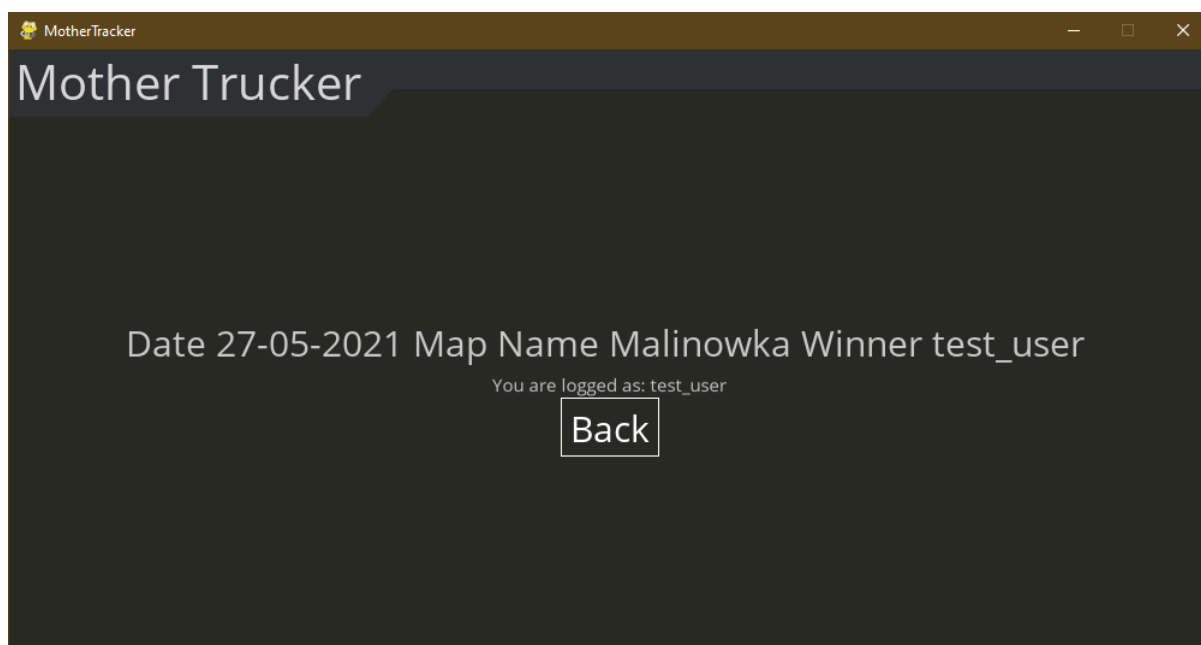 MotherTracker
Mother Trucker
Date 27-05-2021 Map Name Malinowka Winner test_user
You are logged as: test_user
Back